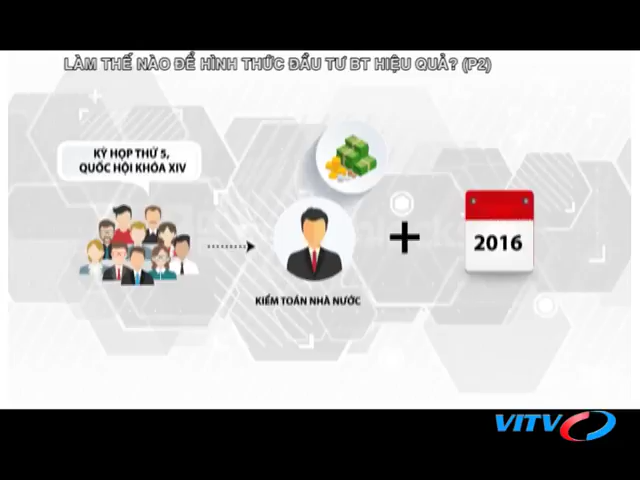 LÀM THẾ NÀO ĐỂ HÌNH THỨC ĐẦU TƯ BT HIỆU QUẢ? (P2)
KỲ HỌP THỨ 5,
QUỐC HỘI KHÓA XIV
2016
KIỂM TOÁN NHÀ NƯỚC
VITV